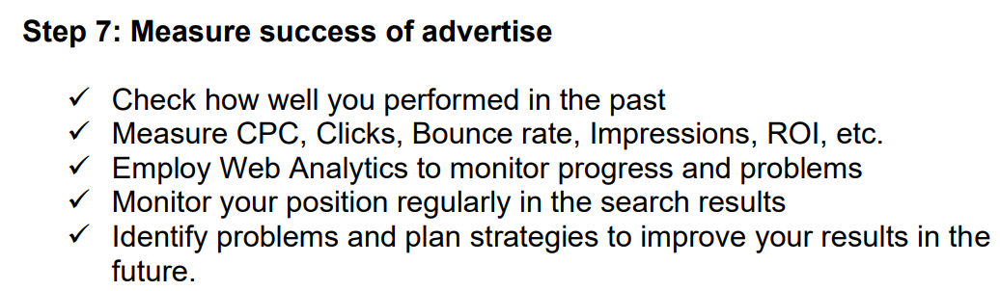 Step 7: Measure success of advertise
✓ Check how well you performed in the past
✓ Measure CPC, Clicks, Bounce rate, Impressions, ROI, etc.
✓ Employ Web Analytics to monitor progress and problems
✓ Monitor your position regularly in the search results
✓ Identify problems and plan strategies to improve your results in the
future.